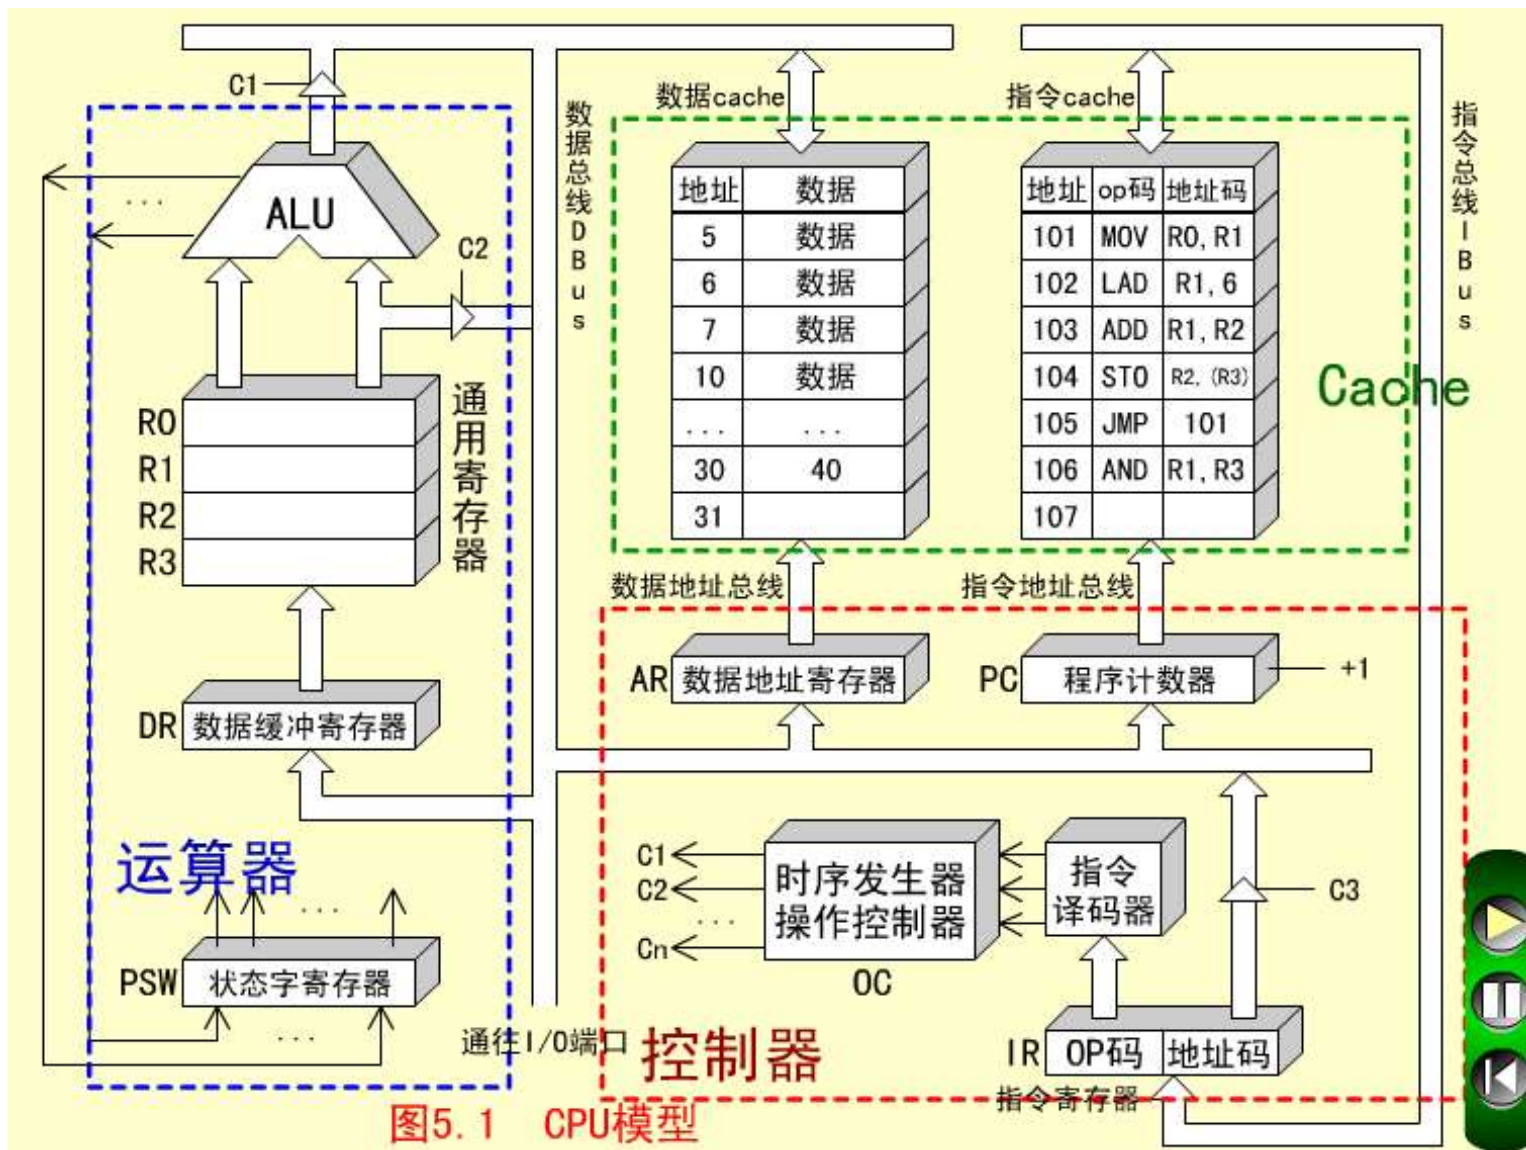 C1
数据cache
指令cache
数据总线DBus
指令总线IBus
ALU
...
C2
地址 数据
5 数据
6 数据
7 数据
10 数据
... ...
30 40
31
地址 op码 地址码
101 MOV R0,R1
102 LAD R1,6
103 ADD R1,R2
104 STO R2,(R3)
105 JMP 101
106 AND R1,R3
107
Cache
通用寄存器
R0
R1
R2
R3
数据地址总线
指令地址总线
AR 数据地址寄存器
PC 程序计数器
+1
DR 数据缓冲寄存器
运算器
...
PSW 状态字寄存器
...
C1
C2
...
Cn
时序发生器
操作控制器
OC
指令
译码器
C3
通往I/O端口
控制器
IR OP码 地址码
指令寄存器
图5.1 CPU模型